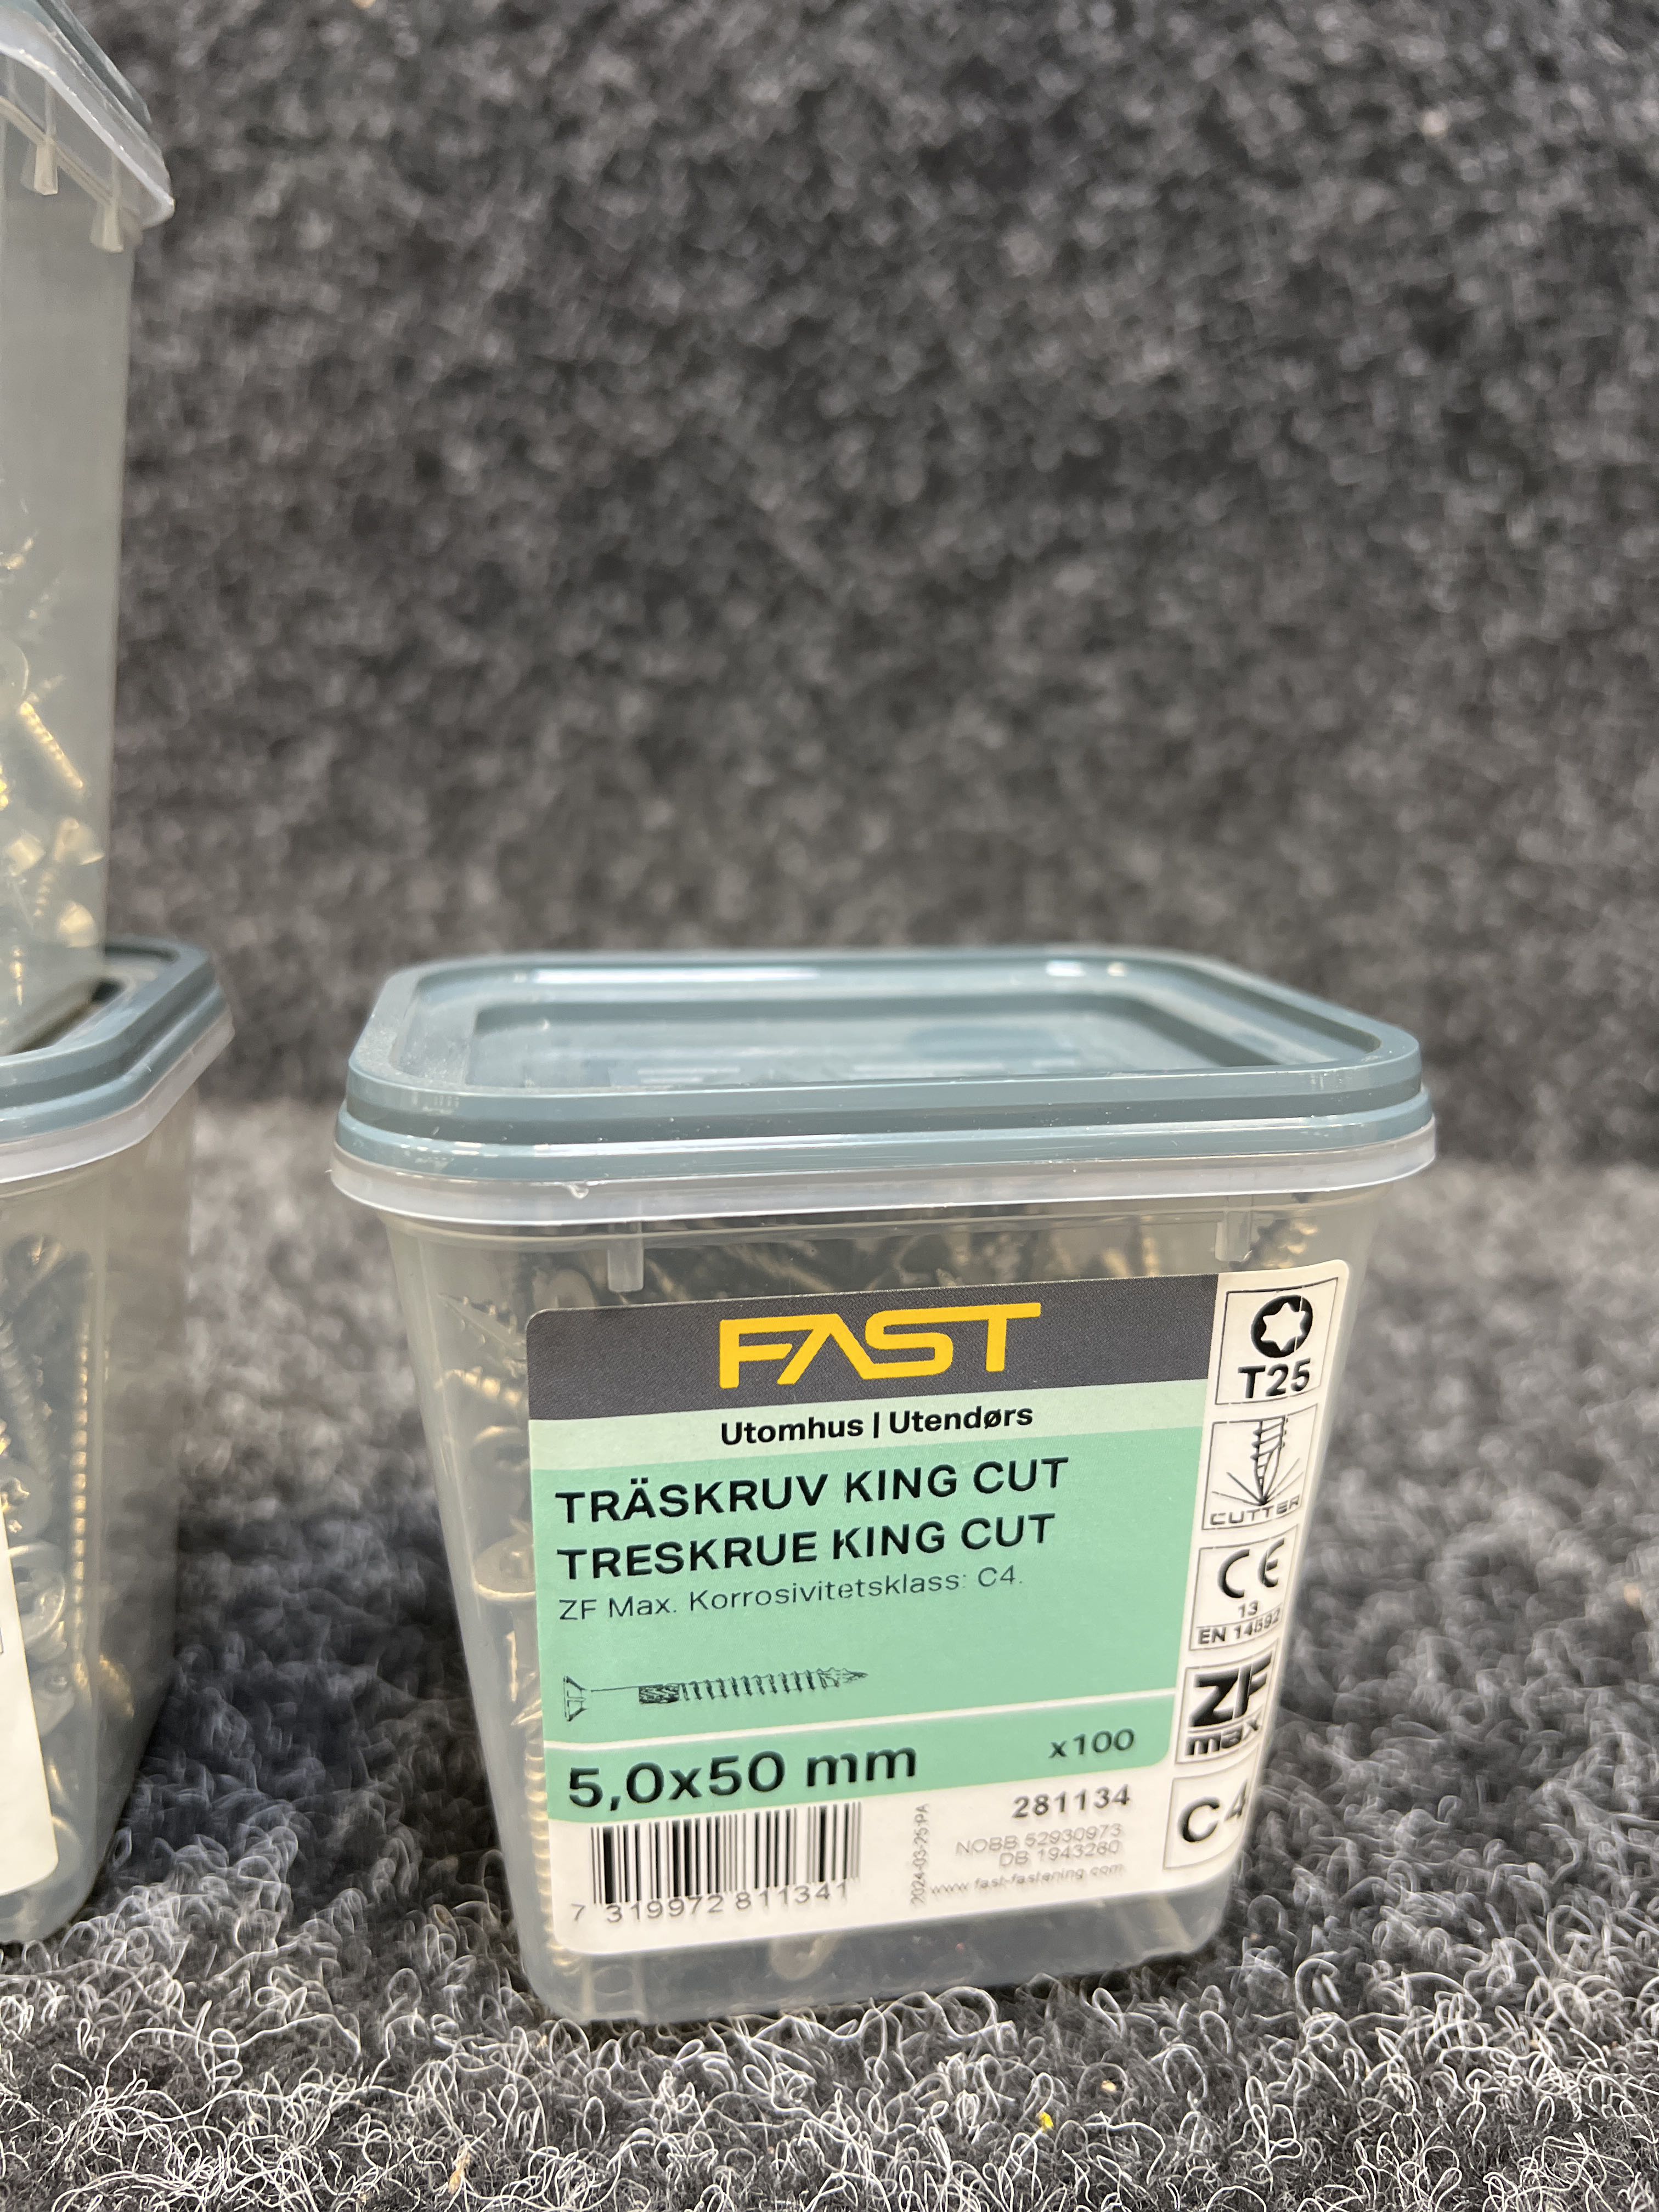 FAST
Utomhus | Utendørs
TRÄSKRUV KING CUT
TRESKRUE KING CUT
ZF Max. Korrosivitetsklass: C4.
5,0x50 mm
x100
281134
NOBB 52930973
DB 1943260
www.fast-fastening.com
2024-03-25 PA
7 319972 811341
T25
CUTTER
CE
13
EN 14592
ZF
max
C4